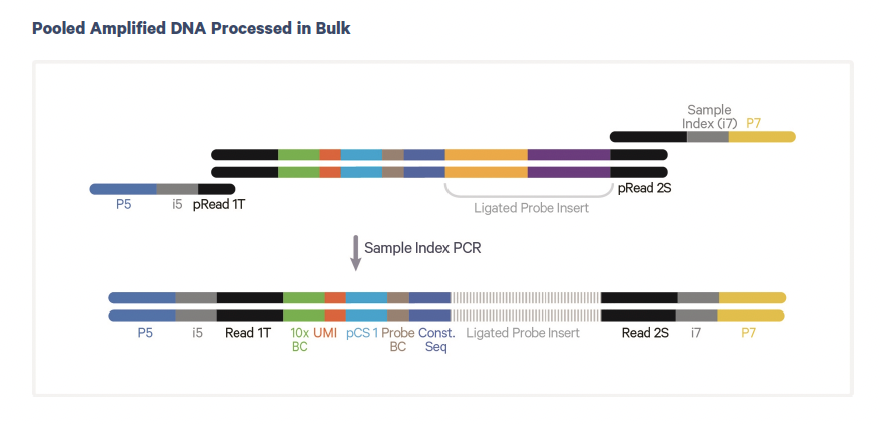 Pooled Amplified DNA Processed in Bulk
Sample
Index (i7) P7
P5 i5 pRead 1T
pRead 2S
Ligated Probe Insert
Sample Index PCR
P5 i5 Read 1T 10x UMI pCS 1 Probe Const. Ligated Probe Insert Read 2S i7 P7
BC BC Seq